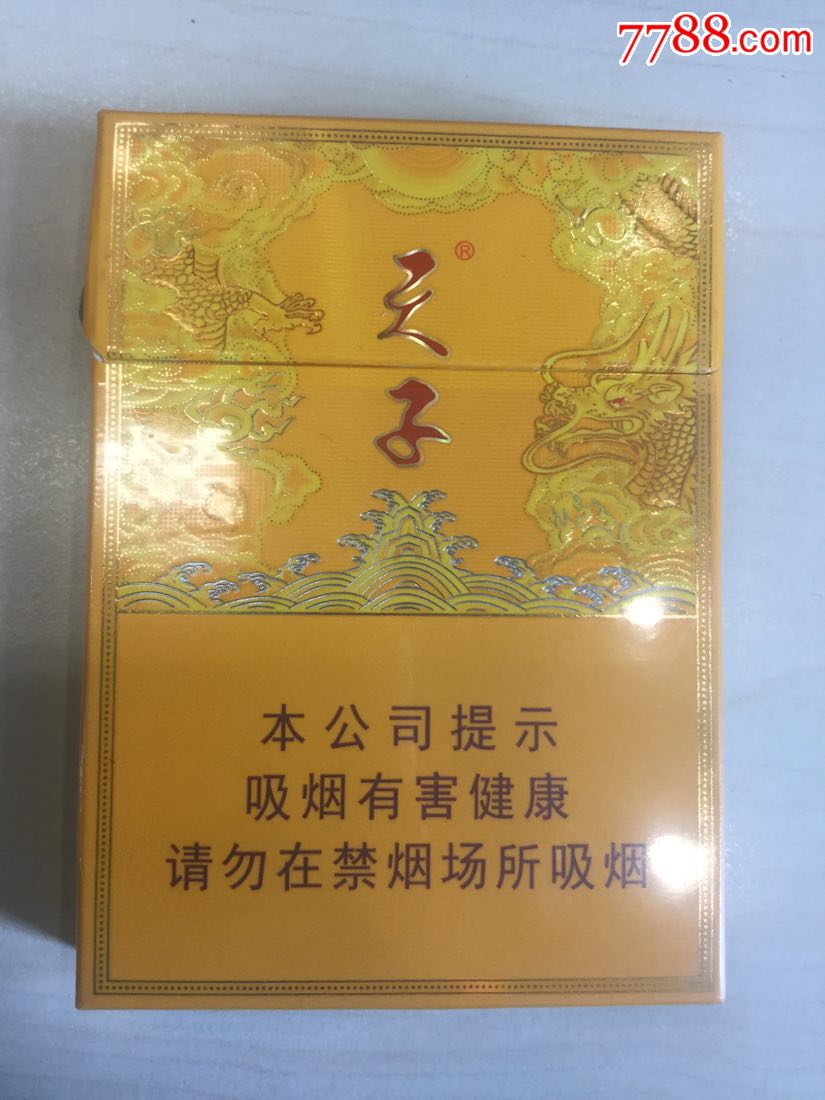 7788.com
天®
子
本公司提示
吸烟有害健康
请勿在禁烟场所吸烟